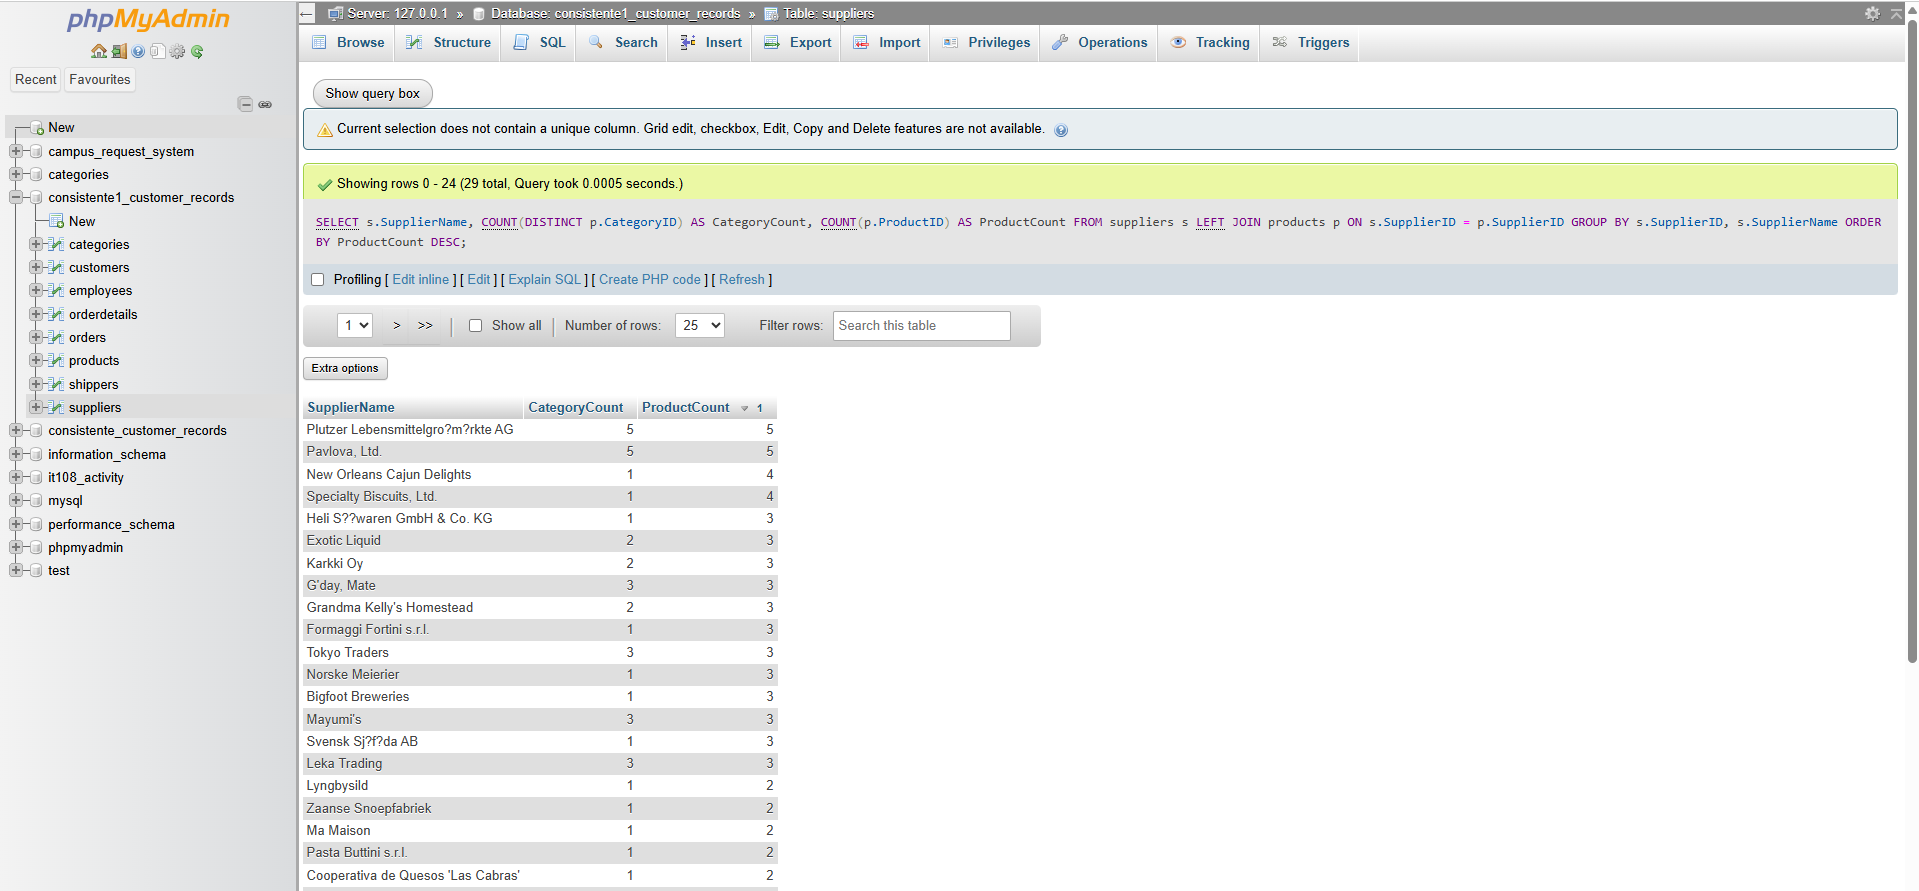 phpMyAdmin
Recent Favourites
New
campus_request_system
categories
consistente1_customer_records
New
categories
customers
employees
orderdetails
orders
products
shippers
suppliers
consistente_customer_records
information_schema
it108_activity
mysql
performance_schema
phpmyadmin
test
Server: 127.0.0.1 » Database: consistente1_customer_records » Table: suppliers
Browse Structure SQL Search Insert Export Import Privileges Operations Tracking Triggers
Show query box
Current selection does not contain a unique column. Grid edit, checkbox, Edit, Copy and Delete features are not available.
Showing rows 0 - 24 (29 total, Query took 0.0005 seconds.)
SELECT s.SupplierName, COUNT(DISTINCT p.CategoryID) AS CategoryCount, COUNT(p.ProductID) AS ProductCount FROM suppliers s LEFT JOIN products p ON s.SupplierID = p.SupplierID GROUP BY s.SupplierID, s.SupplierName ORDER
BY ProductCount DESC;
Profiling [ Edit inline ] [ Edit ] [ Explain SQL ] [ Create PHP code ] [ Refresh ]
1 > >> Show all Number of rows: 25 Filter rows: Search this table
Extra options
SupplierName CategoryCount ProductCount 1
Plutzer Lebensmittelgro?m?rkte AG 5 5
Pavlova, Ltd. 5 5
New Orleans Cajun Delights 1 4
Specialty Biscuits, Ltd. 1 4
Heli S??waren GmbH & Co. KG 1 3
Exotic Liquid 2 3
Karkki Oy 2 3
G'day, Mate 3 3
Grandma Kelly's Homestead 2 3
Formaggi Fortini s.r.l. 1 3
Tokyo Traders 3 3
Norske Meierier 1 3
Bigfoot Breweries 1 3
Mayumi's 3 3
Svensk Sj?f?da AB 1 3
Leka Trading 3 3
Lyngbysild 1 2
Zaanse Snoepfabriek 1 2
Ma Maison 1 2
Pasta Buttini s.r.l. 1 2
Cooperativa de Quesos 'Las Cabras' 1 2